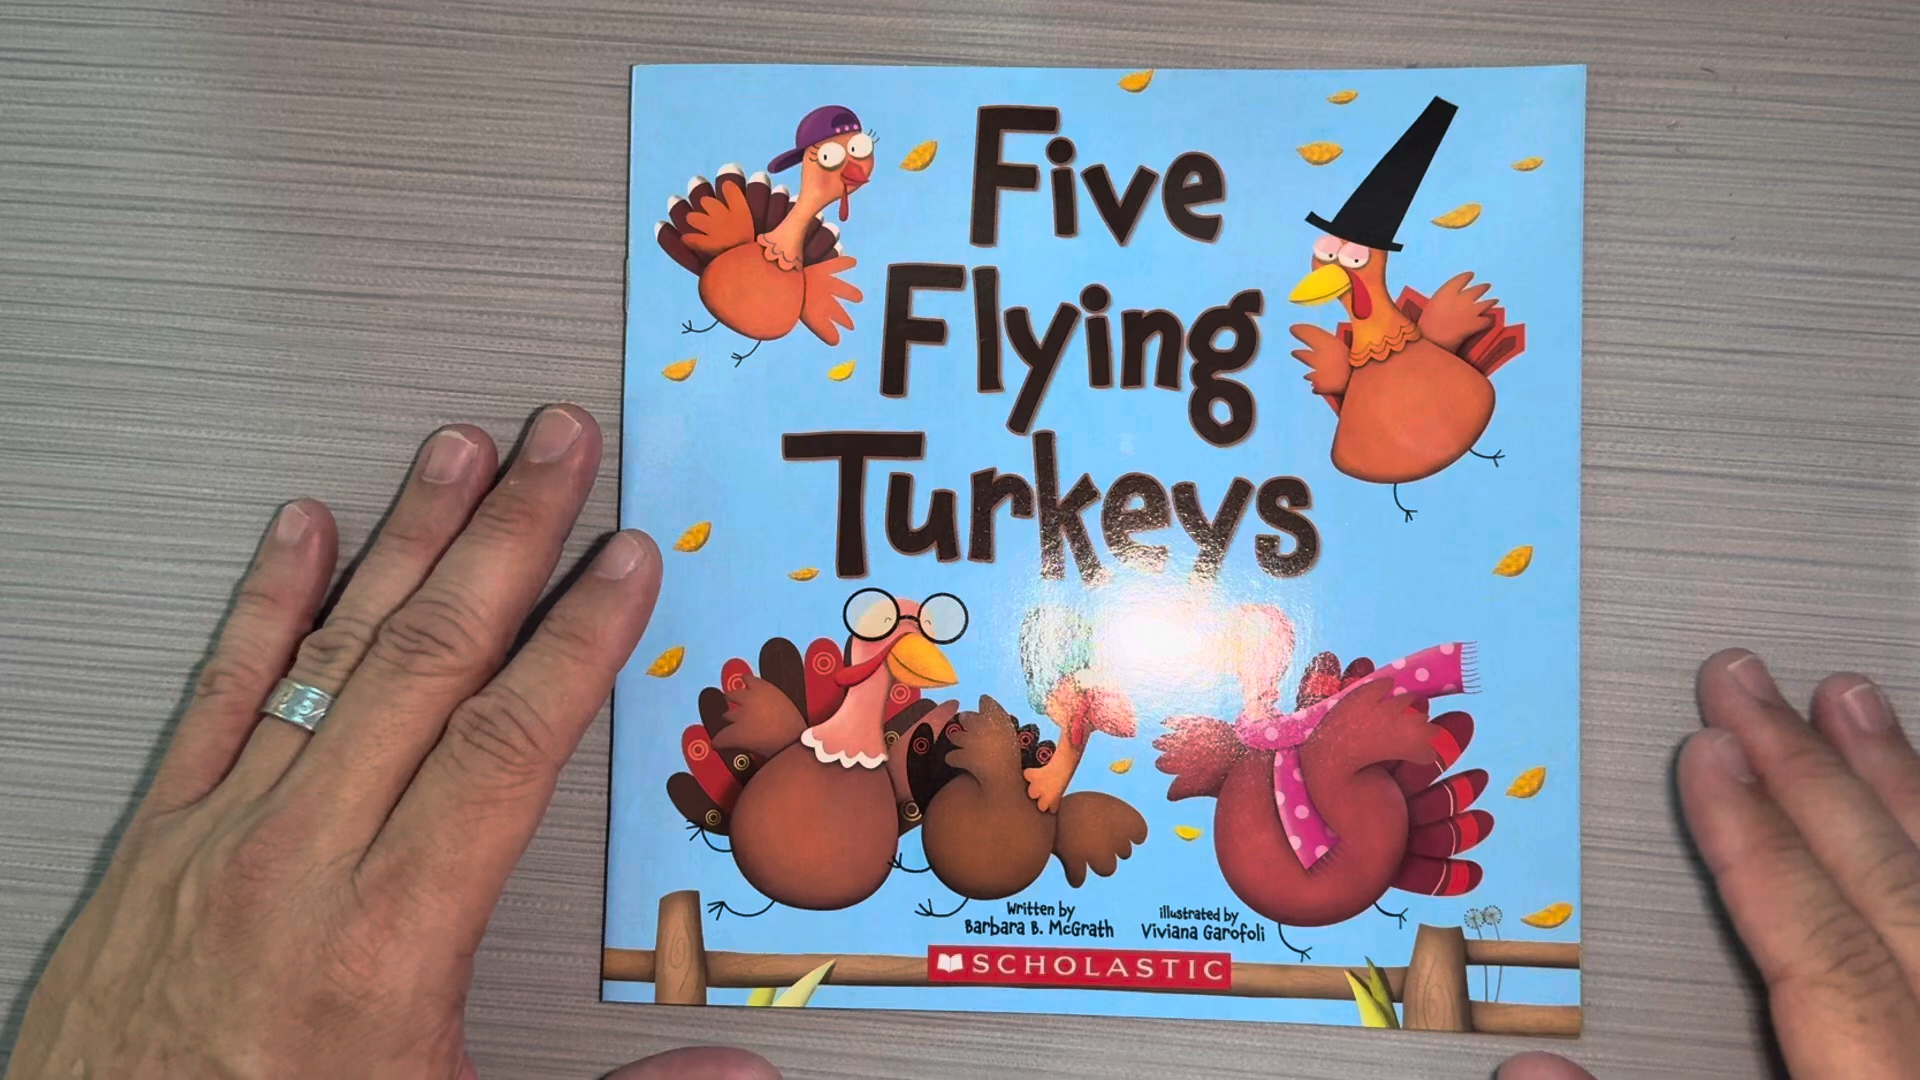 Five
Flying
Turkeys
written by
Barbara B. McGrath
illustrated by
Viviana Garofoli
SCHOLASTIC